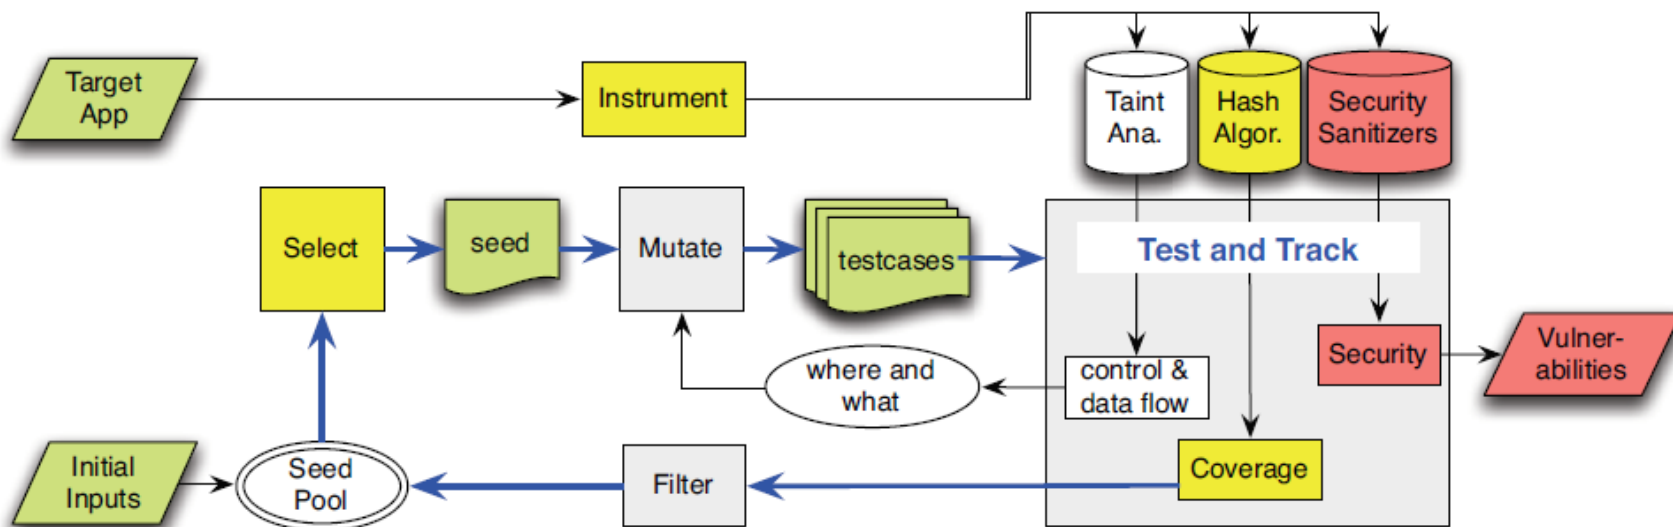 Target
App
Instrument
Taint
Ana.
Hash
Algor.
Security
Sanitizers
Select
seed
Mutate
testcases
Test and Track
where and
what
control &
data flow
Security
Vulner-
abilities
Initial
Inputs
Seed
Pool
Filter
Coverage